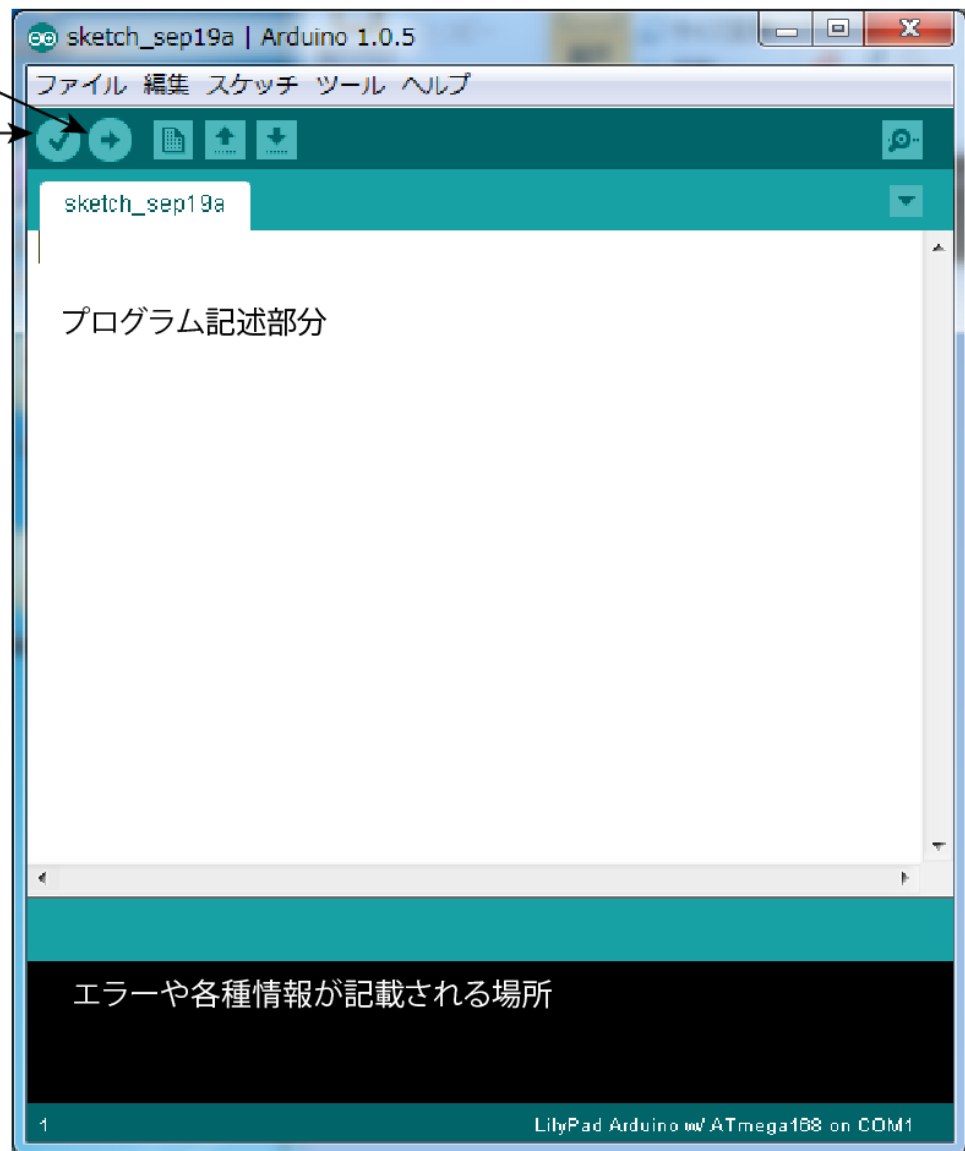 sketch_sep19a | Arduino 1.0.5
ファイル 編集 スケッチ ツール ヘルプ
sketch_sep19a
プログラム記述部分
エラーや各種情報が記載される場所
1 LilyPad Arduino w/ ATmega168 on COM1